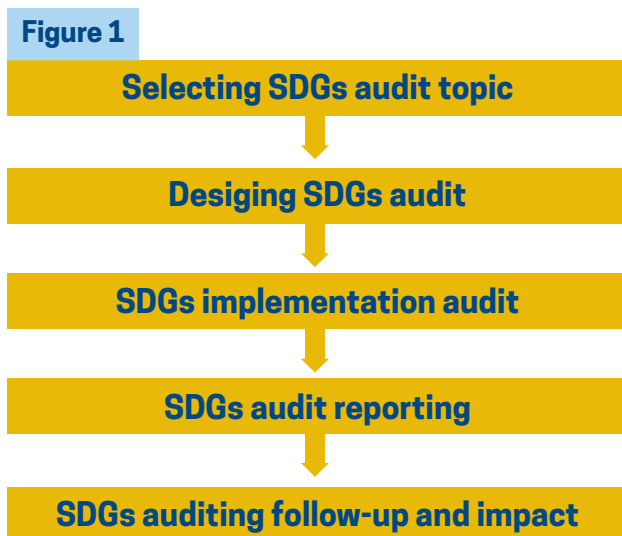 Figure 1
Selecting SDGs audit topic
Desiging SDGs audit
SDGs implementation audit
SDGs audit reporting
SDGs auditing follow-up and impact